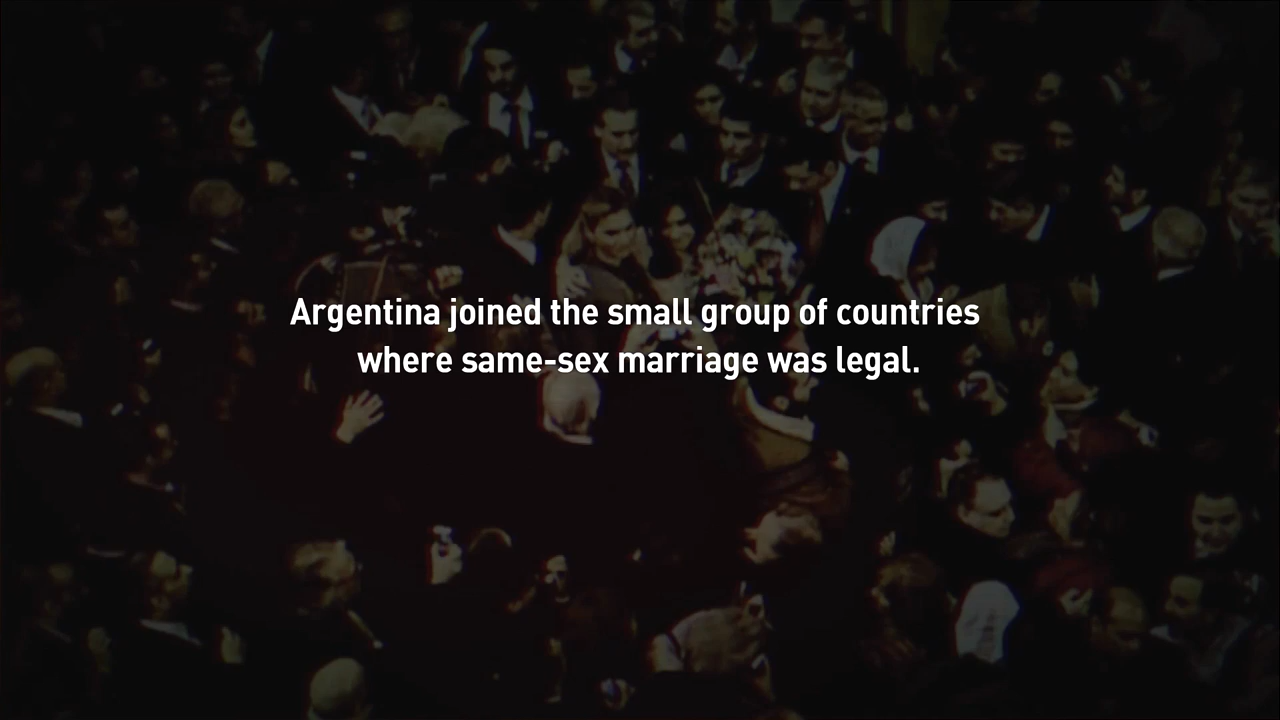 Argentina joined the small group of countries
where same-sex marriage was legal.